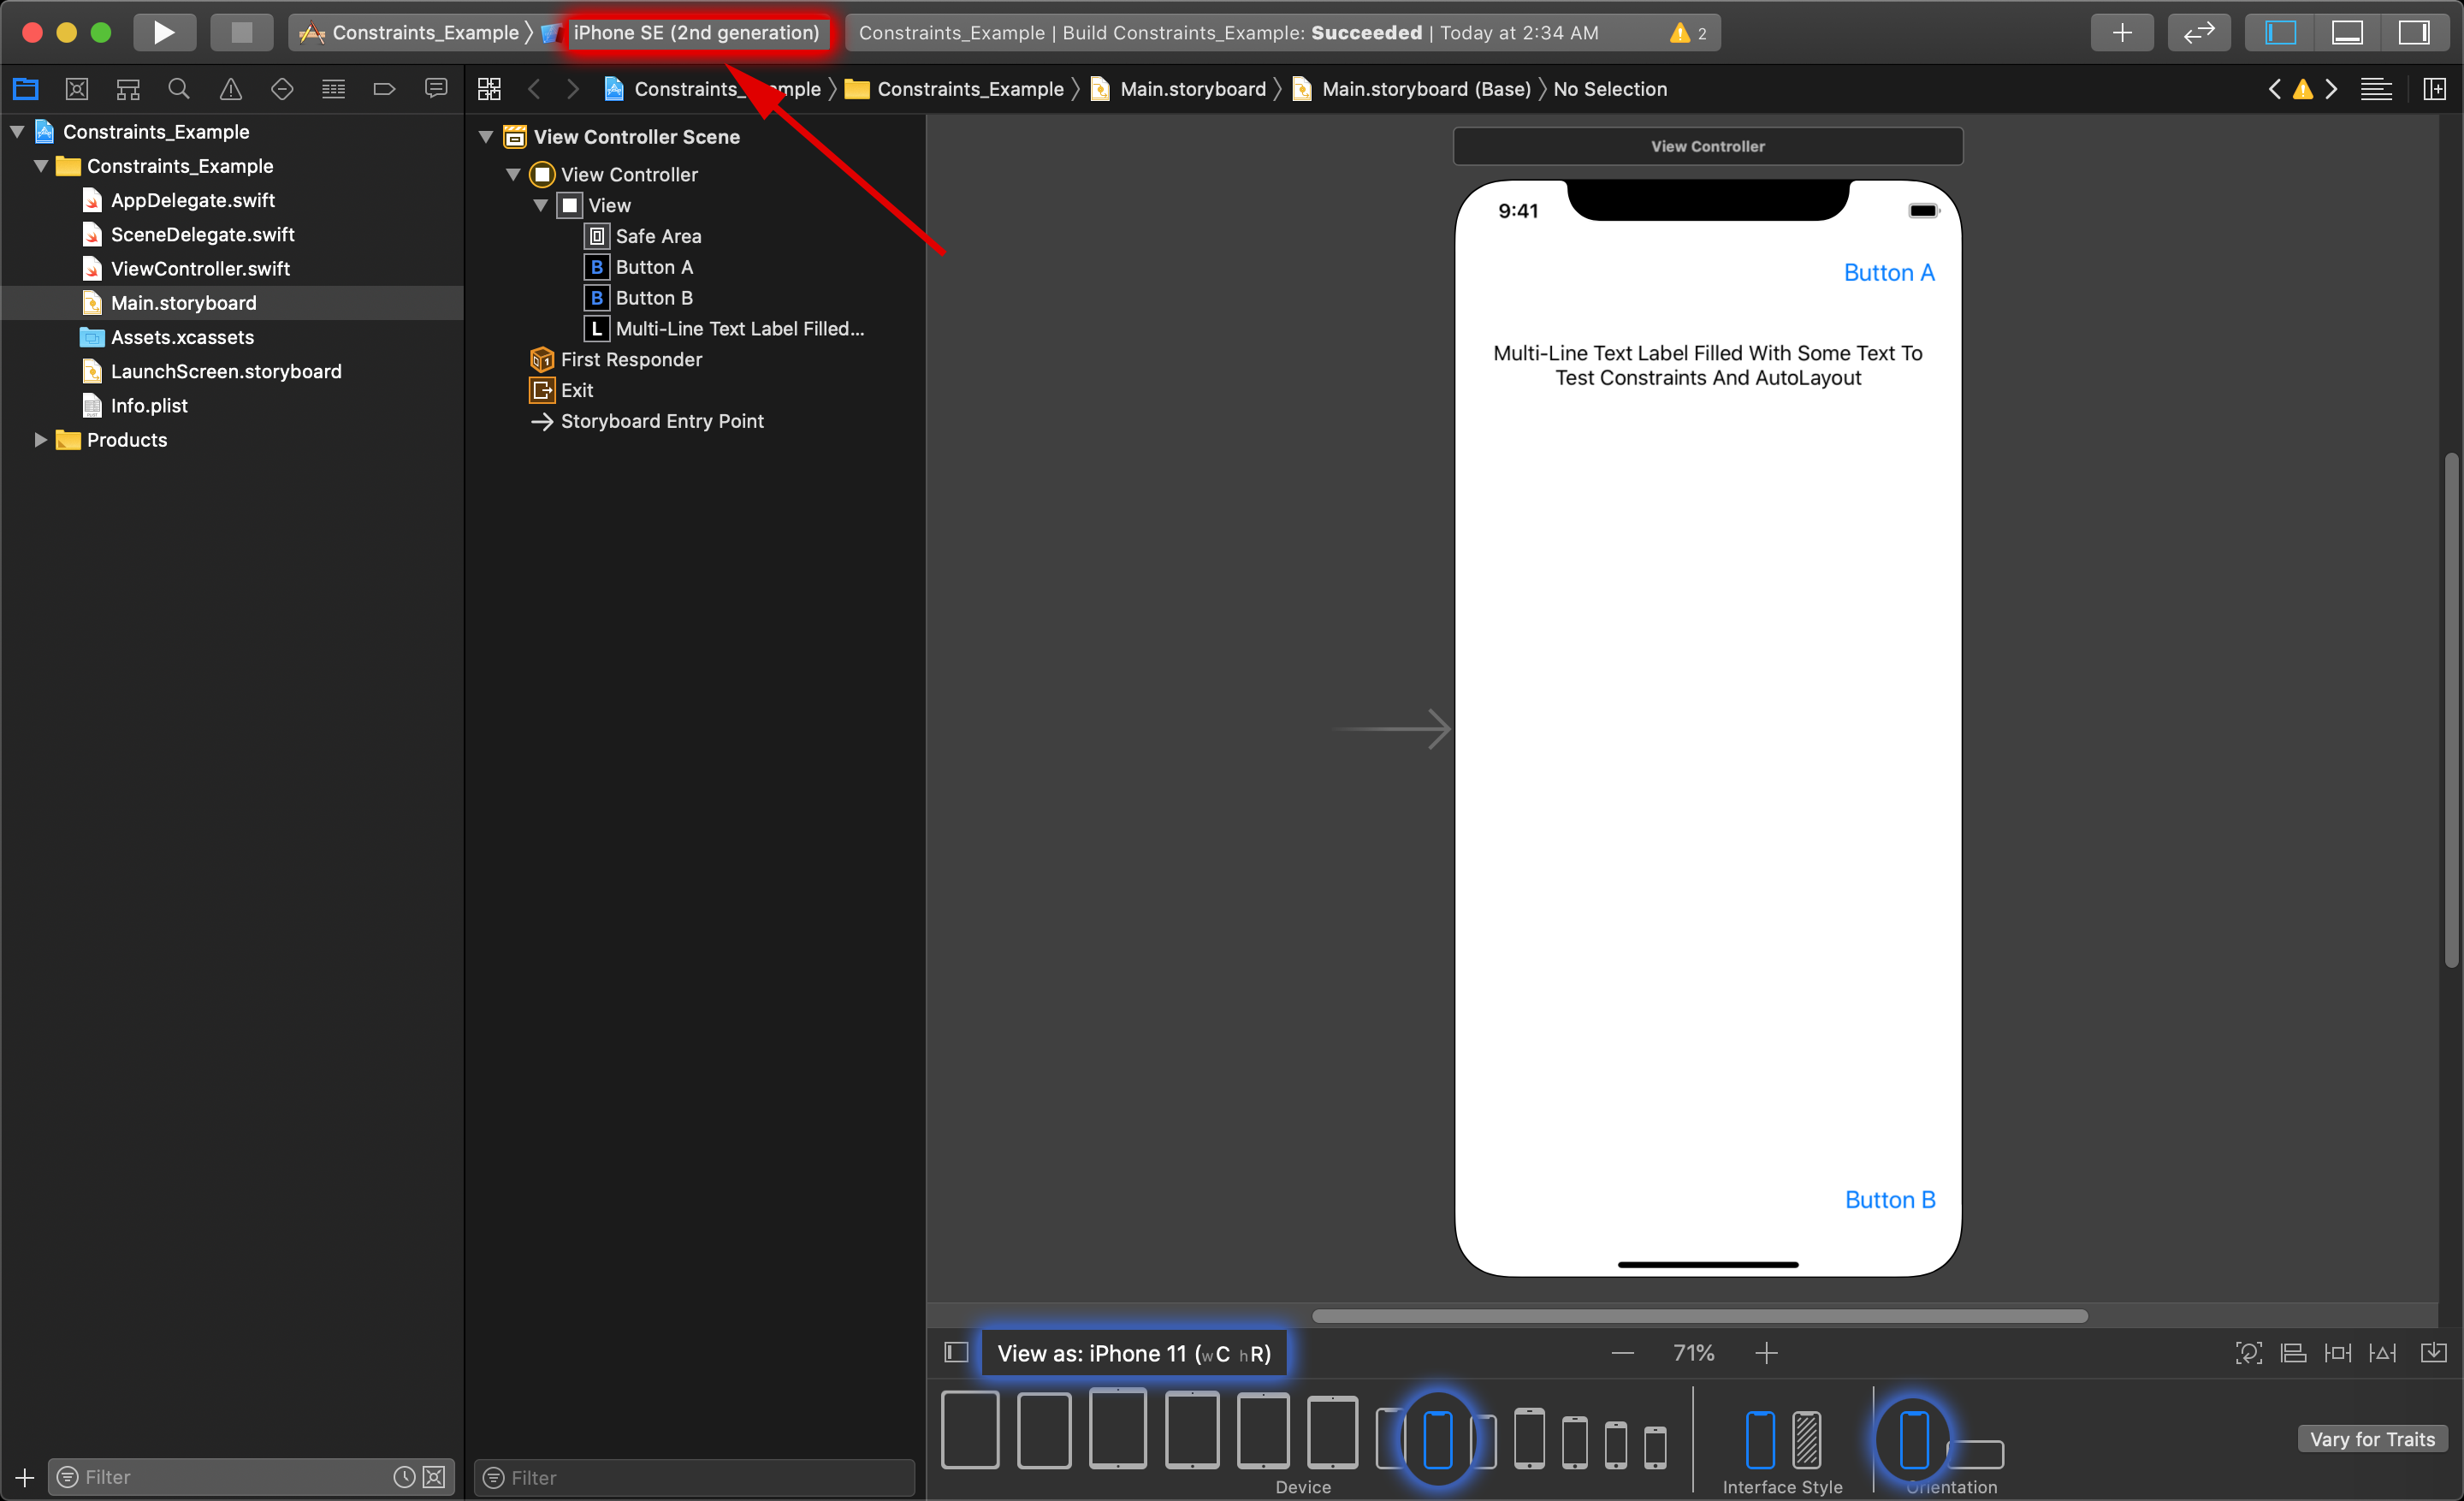 Constraints_Example
iPhone SE (2nd generation)
Constraints_Example | Build Constraints_Example: Succeeded | Today at 2:34 AM
2
Constraints_Example
Constraints_Example
AppDelegate.swift
SceneDelegate.swift
ViewController.swift
Main.storyboard
Assets.xcassets
LaunchScreen.storyboard
Info.plist
Products
Filter
Constraints_Example
Constraints_Example
Main.storyboard
Main.storyboard (Base)
No Selection
View Controller Scene
View Controller
View
Safe Area
B Button A
B Button B
L Multi-Line Text Label Filled...
First Responder
Exit
Storyboard Entry Point
Filter
View Controller
9:41
Button A
Multi-Line Text Label Filled With Some Text To
Test Constraints And AutoLayout
Button B
View as: iPhone 11 (wC hR)
71%
Device
Interface Style
Orientation
Vary for Traits